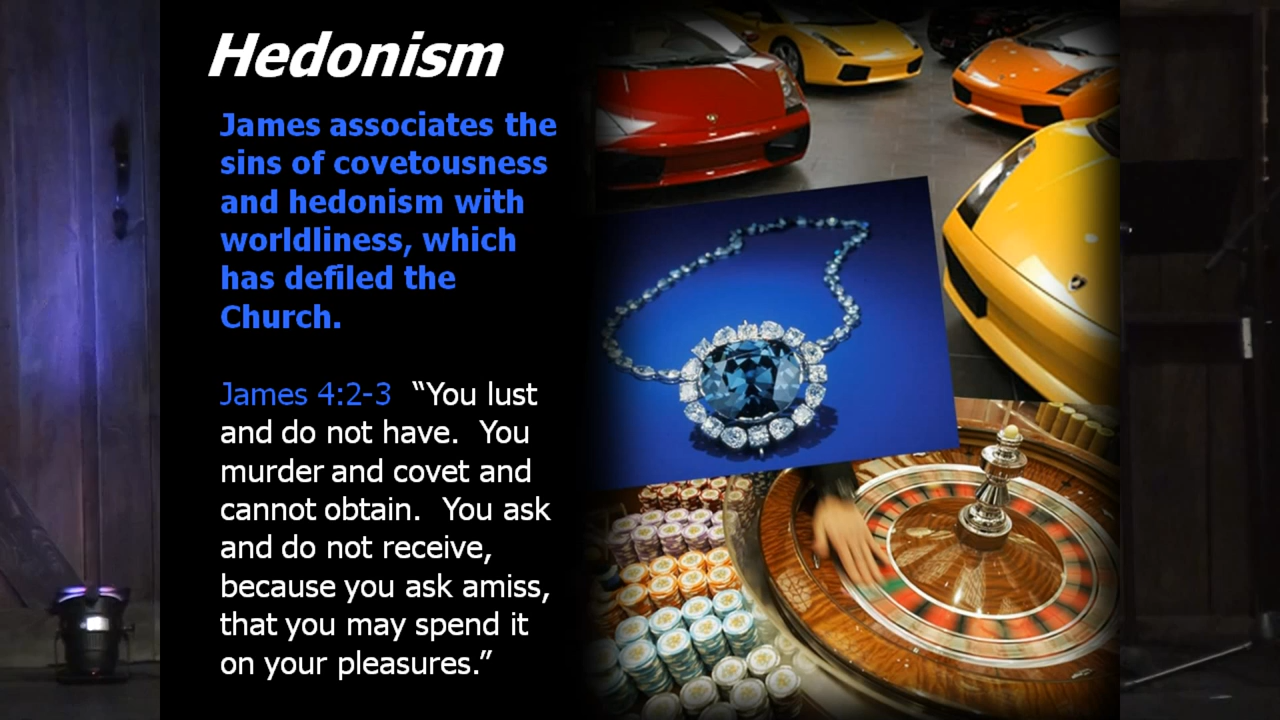 Hedonism
James associates the
sins of covetousness
and hedonism with
worldliness, which
has defiled the
Church.
James 4:2-3 “You lust
and do not have. You
murder and covet and
cannot obtain. You ask
and do not receive,
because you ask amiss,
that you may spend it
on your pleasures.”